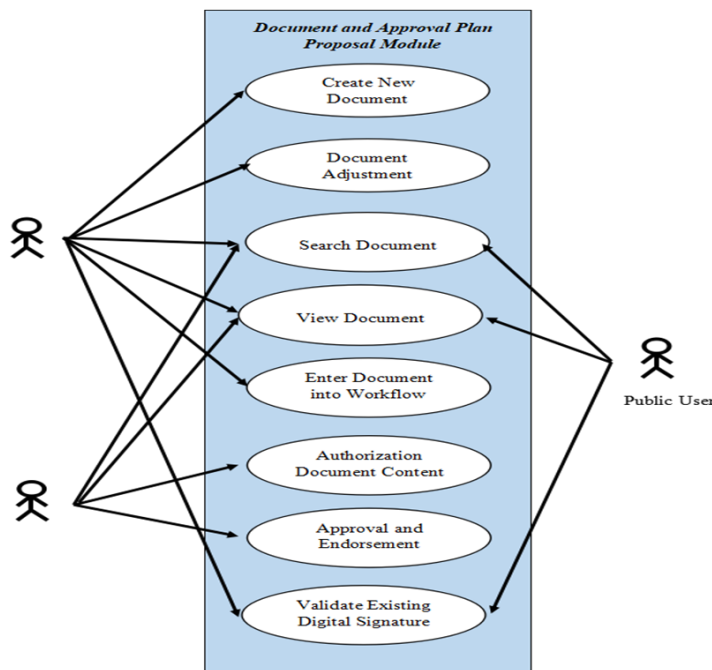 Document and Approval Plan
Proposal Module
Create New
Document
Document
Adjustment
Search Document
View Document
Enter Document
into Workflow
Public User
Authorization
Document Content
Approval and
Endorsement
Validate Existing
Digital Signature